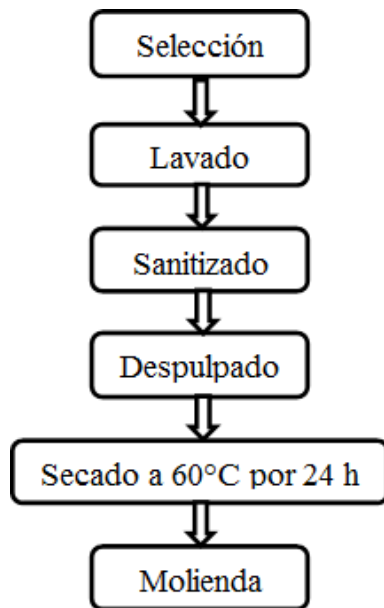 Selección
Lavado
Sanitizado
Despulpado
Secado a 60°C por 24 h
Molienda